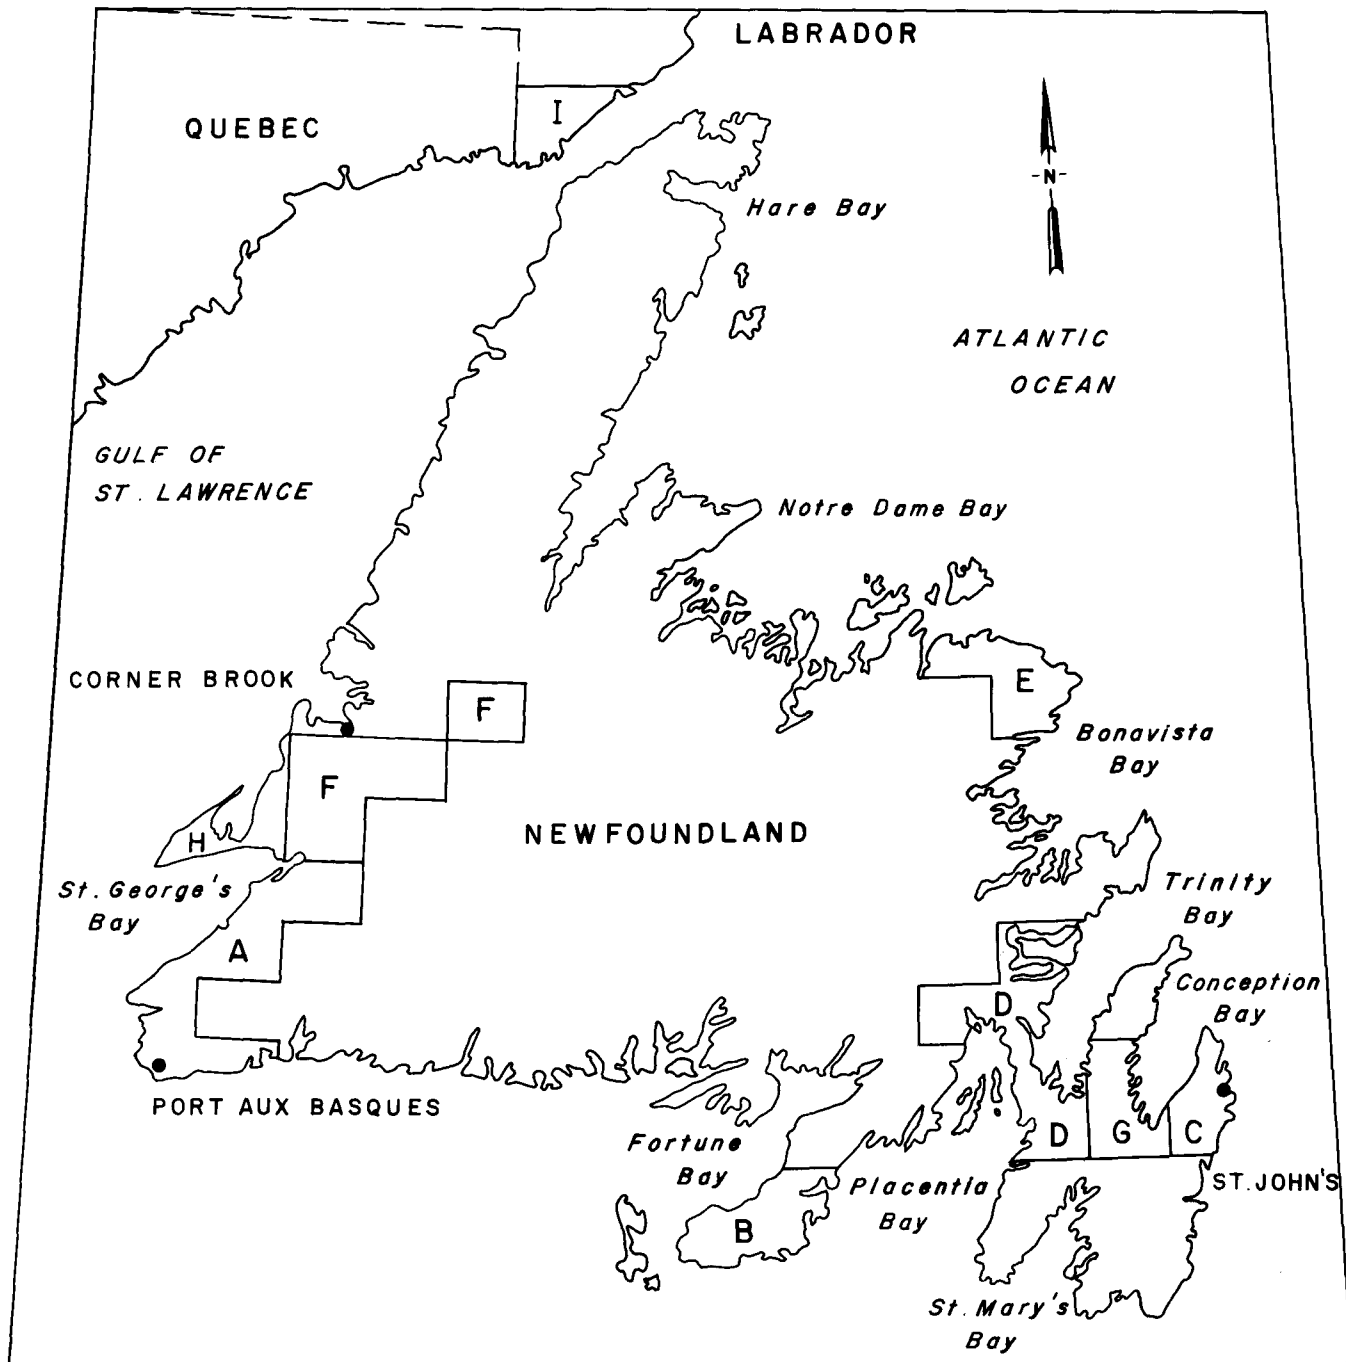 LABRADOR
I
QUEBEC
-N-
Hare Bay
ATLANTIC
OCEAN
GULF OF
ST. LAWRENCE
Notre Dame Bay
CORNER BROOK
F
E
Bonavista
Bay
F
NEWFOUNDLAND
H
St. George's
Bay
Trinity
Bay
A
Conception
Bay
D
PORT AUX BASQUES
Fortune
Bay
D
G
C
ST. JOHN'S
Placentia
Bay
B
St. Mary's
Bay